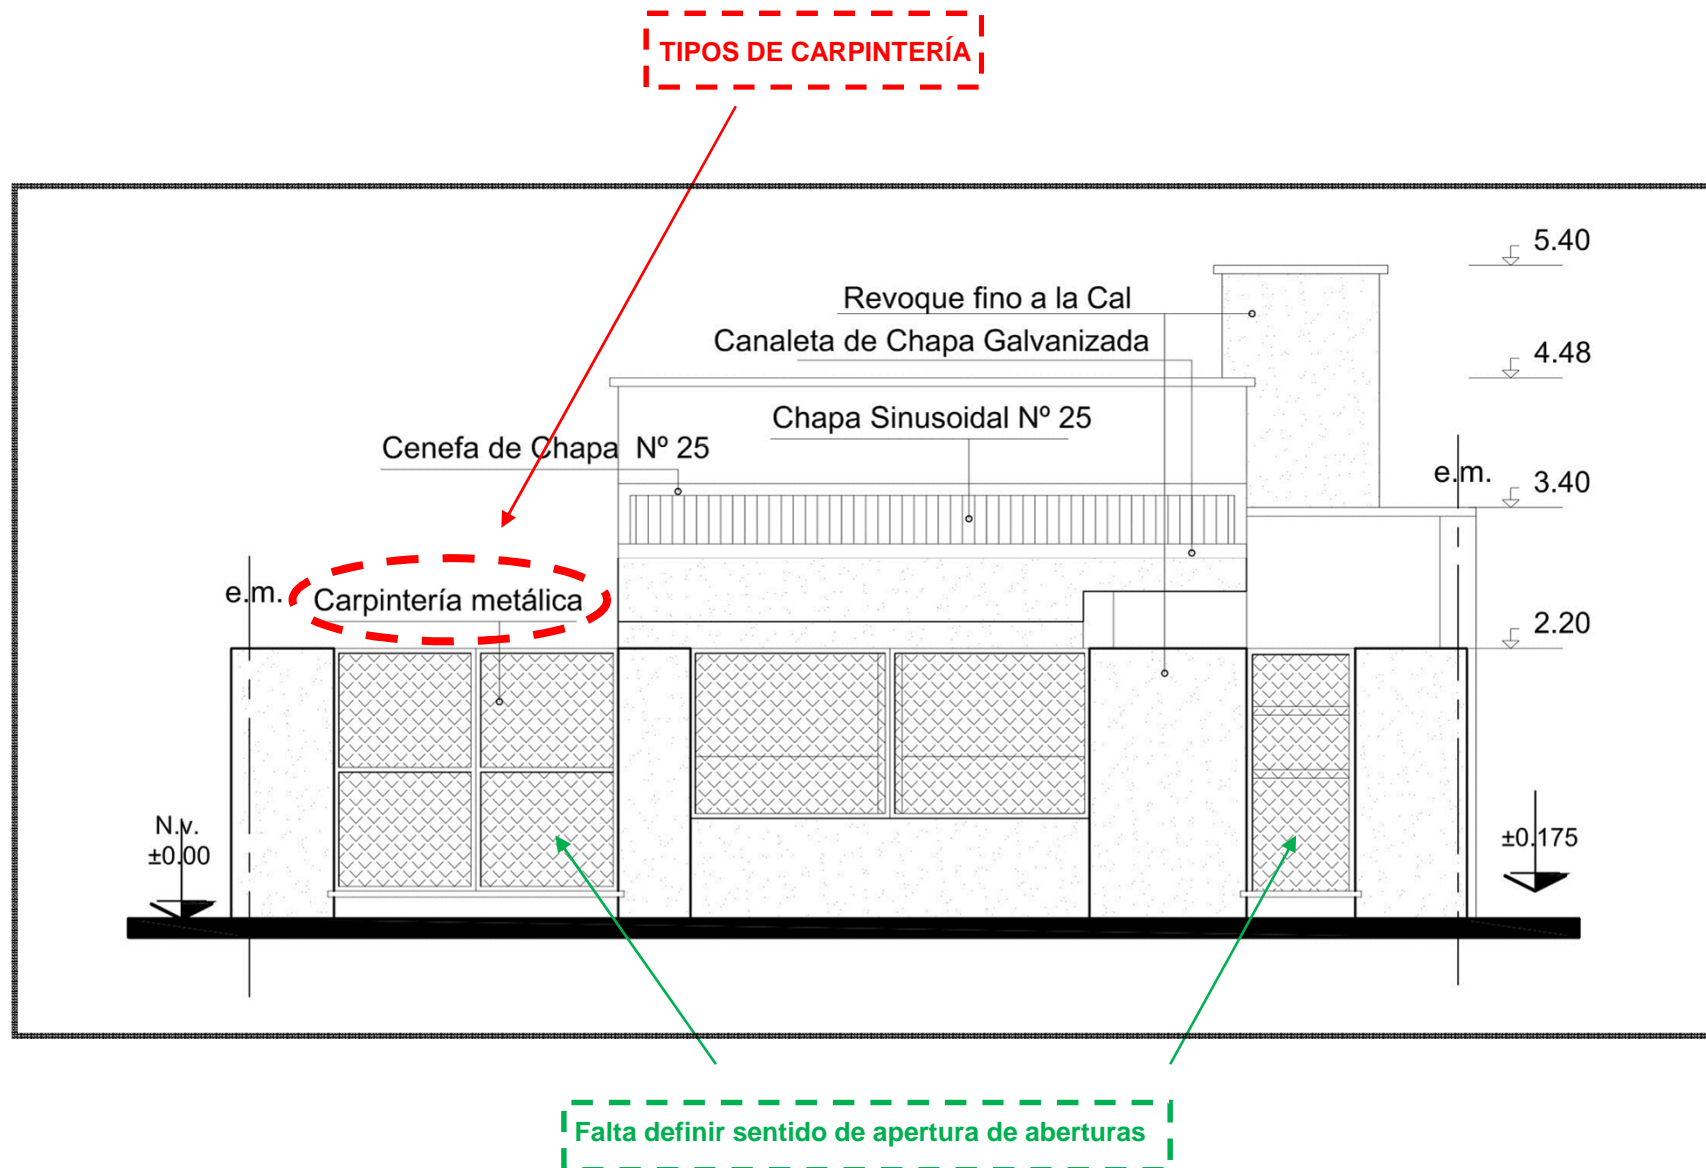 TIPOS DE CARPINTERÍA
5.40
Revoque fino a la Cal
Canaleta de Chapa Galvanizada
4.48
Chapa Sinusoidal Nº 25
Cenefa de Chapa Nº 25
e.m.
3.40
e.m.
Carpintería metálica
2.20
N.v.
±0.00
±0.175
Falta definir sentido de apertura de aberturas